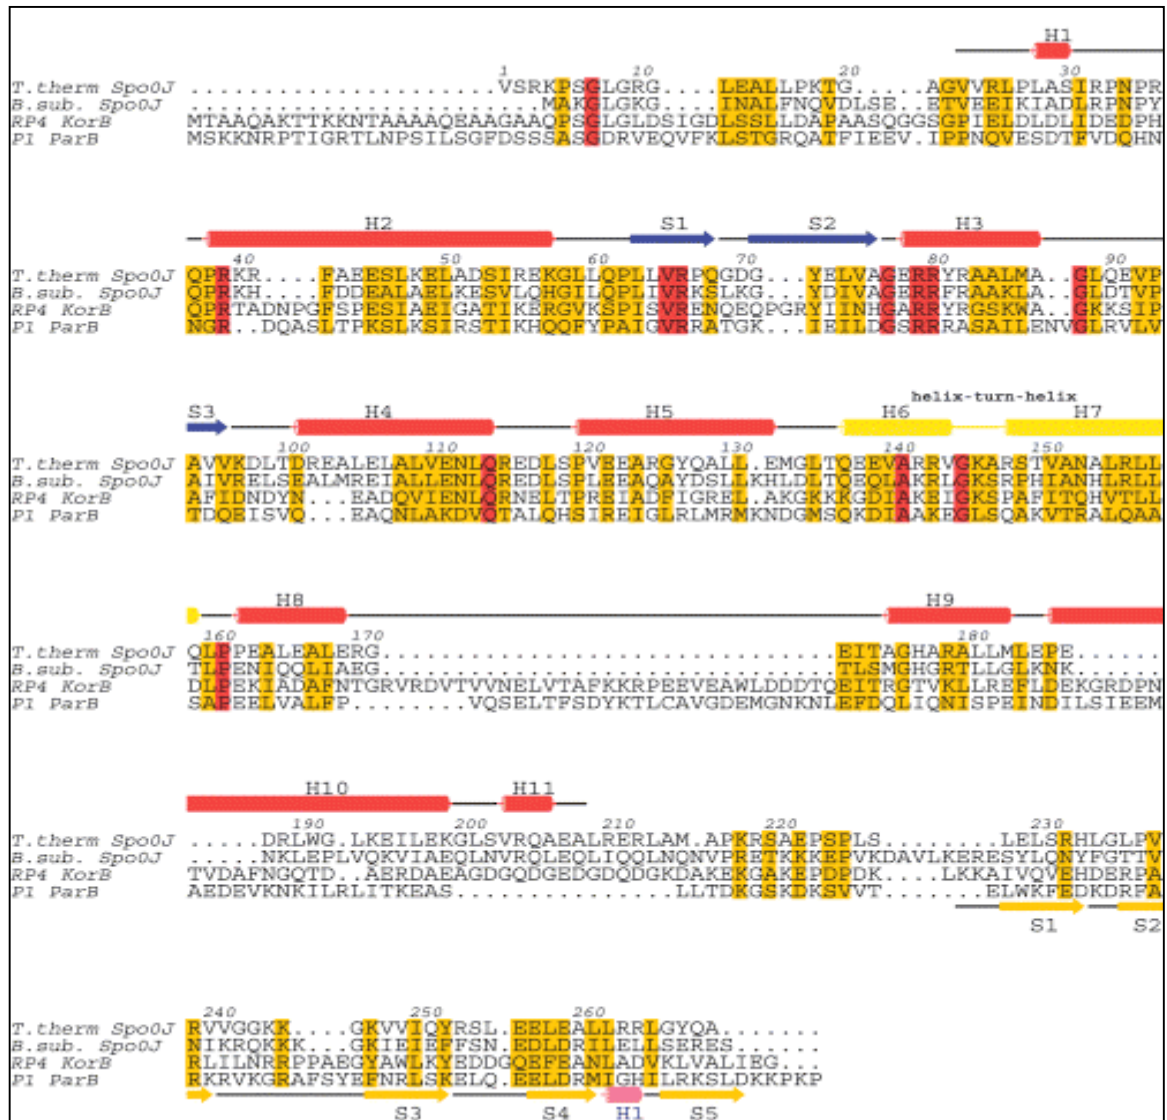 H1
1 10 20 30
T.therm Spo0J ...............................VSRKPSGLGRG....LEALLPKTG.....AGVVRLPLASIRPNPR
B.sub. Spo0J ..................................MAKGLGKG....INALFNQVDLSE..ETVEEIKIADLRPNPY
RP4 KorB MTAAQAKTTKKNTAAAAQEAAGAAQPSGLGLDSIGDLSSLLDAPAASQGGSGPIELDLDLIDEDPH
P1 ParB MSKKNRPTIGRTLNPSILSGFDSSSASGDRVEQVFKLSTGRQATFIEEV.IPPNQVESDTFVDQHN
H2 S1 S2 H3
40 50 60 70 80 90
T.therm Spo0J QPRKR....FAEESLKELADSIREKGLLQPLLVRPQGDG...YELVAGERRYRAALMA..GLQEVP
B.sub. Spo0J QPRKH....FDDEALAELKESVLQHGILQPLIVRKSLKG...YDIVAGERRFRAAKLA..GLDTVP
RP4 KorB QPRTADNPGFSPESIAEIGATIKERGVKSPISVRENQEQPGRYIINHGARRYRGSKWA..GKKSIP
P1 ParB NGR..DQASLTPKSLKSIRSTIKHQQFYPAIGVRRATGK...IEILDGSRRRASAILENVGLRVLV
helix-turn-helix
S3 H4 H5 H6 H7
100 110 120 130 140 150
T.therm Spo0J AVVKDLTDREALELALVENLQREDLSPVEEARGYQALL.EMGLTQEEVARRVGKARSTVANALRLL
B.sub. Spo0J AIVRELSEALMREIALLENLQREDLSPLEEAQAYDSLLKHLDLTQEQLAKRLGKSRPHIANHLRLL
RP4 KorB AFIDNDYN...EADQVIENLQRNELTPREIADFIGREL.AKGKKKGDIAKEIGKSPAFITQHVTLL
P1 ParB TDQEISVQ...EAQNLAKDVQTALQHSIREIGLRLMRMKNDGMSQKDIAAKEGLSQAKVTRALQAA
H8 H9
160 170 180
T.therm Spo0J QLPPEALEALERG...............................EITAGHARALLMLEPE......
B.sub. Spo0J TLPENIQQLIAEG...............................TLSMGHGRTLLGLKNK......
RP4 KorB DLPEKIADAFNTGRVRDVTVVNELVTAFKKRPEEVEAWLDDDTQEITRGTVKLLREFLDEKGRDPN
P1 ParB SAPEELVALFP........VQSELTFSDYKTLCAVGDEMGNKNLEFDQLIQNISPEINDILSIEEM
H10 H11
190 200 210 220 230
T.therm Spo0J .....DRLWG.LKEILEKGLSVRQAEALRERLAM.APKRSAEPSPLS.......LELSRHLGLPV
B.sub. Spo0J .....NKLEPLVQKVIAEQLNVRQLEQLIQQLNQNVPRETKKKEPVKDAVLKERESYLQNYFGTTV
RP4 KorB TVDAFNGQTD..AERDAEAGDGQDGEDGDQDGKDAKEKGAKEPDPDK....LKKAIVQVEHDERPA
P1 ParB AEDEVKNKILRLITKEAS...............LLTDKGSKDKSVVT.......ELWKFEDKDRFA
S1 S2
240 250 260
T.therm Spo0J RVVGGKK....GKVVIQYRSL.EELEALLRRLGYQA.......
B.sub. Spo0J NIKRQKKK...GKIEIEFFSN.EDLDRILELLSERES......
RP4 KorB RLILNRRPPAEGYAWLKYEDDGQEFEANLADVKLVALIEG...
P1 ParB RKRVKGRAFSYEFNRLSKELQ.EELDRMIGHILRKSLDKKPKP
S3 S4 H1 S5